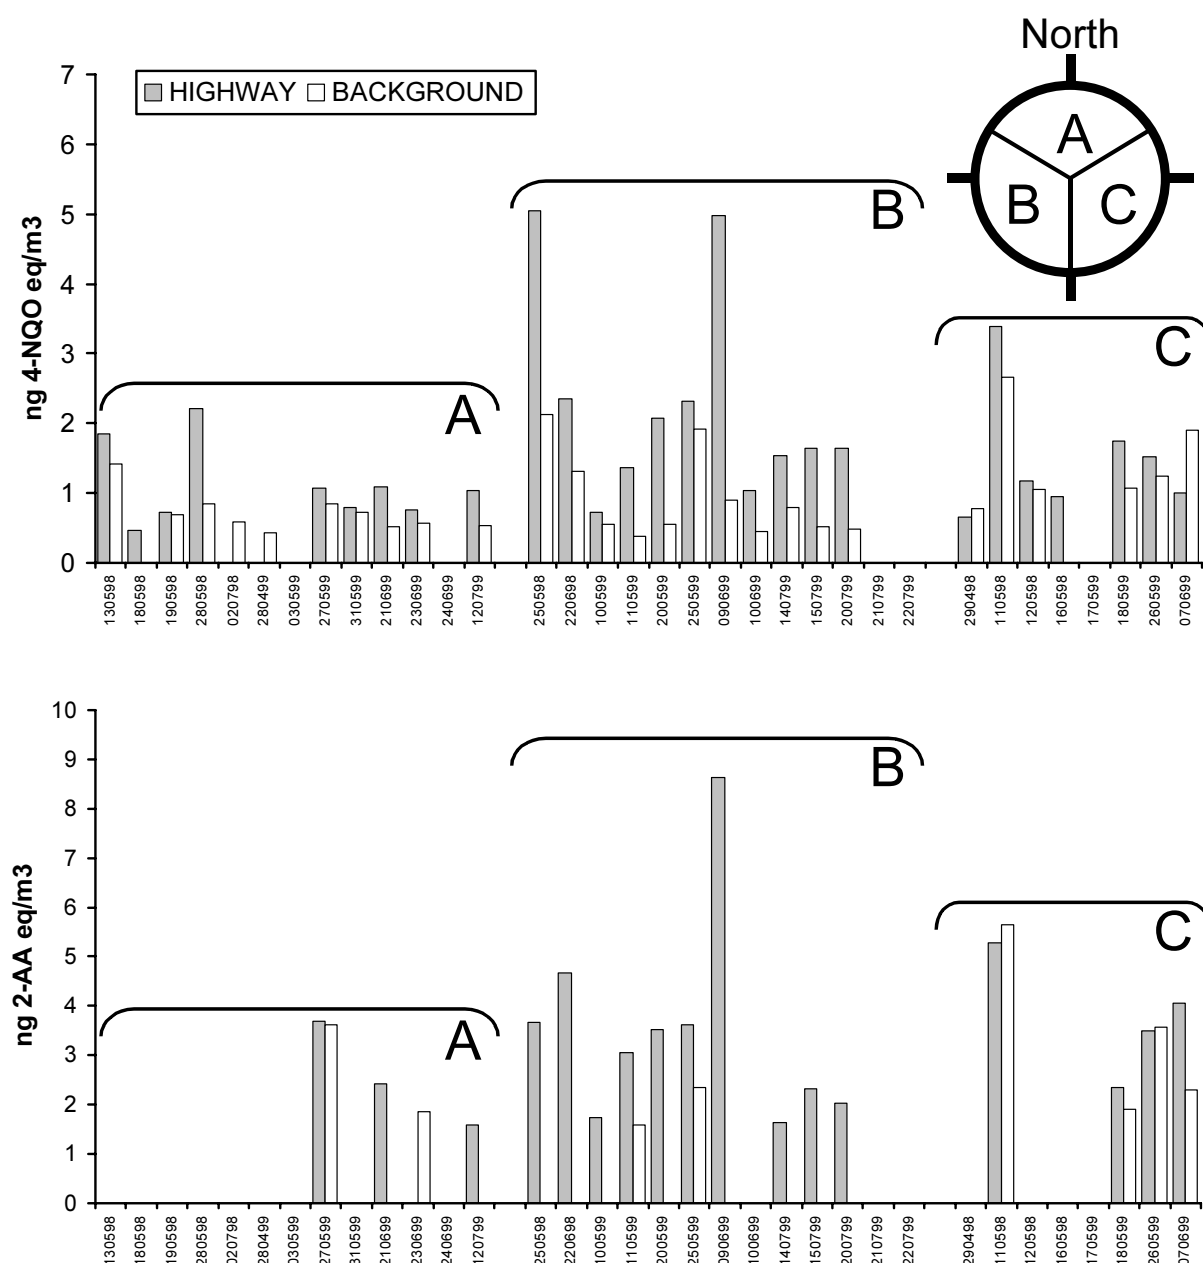 North
7
HIGHWAY BACKGROUND
6
5
4
3
2
1
0
ng 4-NQO eq/m3
A
B
C
A
B
C
130598 180598 190598 280598 020798 280499 030599 270599 310599 210699 230699 240699 120799 250598 220698 100599 110599 200599 250599 090699 100699 140799 150799 200799 210799 220799 290498 110598 120598 160598 170599 180599 260599 070699
10
9
8
7
6
5
4
3
2
1
0
ng 2-AA eq/m3
A
B
C
130598 180598 190598 280598 020798 280499 030599 270599 310599 210699 230699 240699 120799 250598 220698 100599 110599 200599 250599 090699 100699 140799 150799 200799 210799 220799 290498 110598 120598 160598 170599 180599 260599 070699